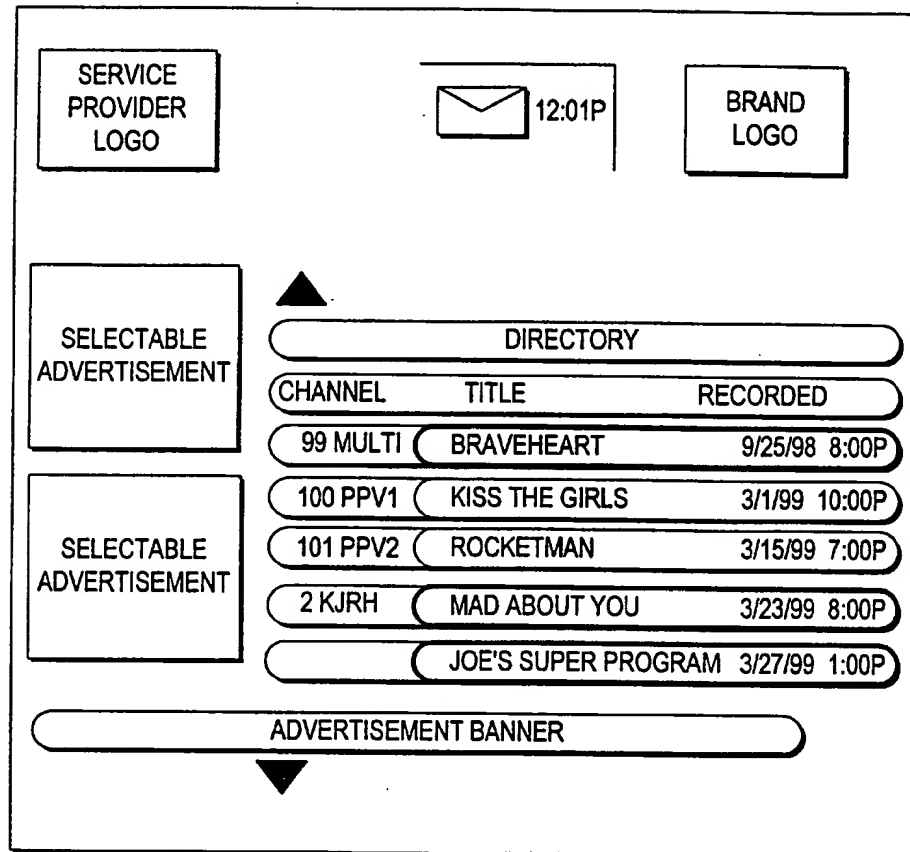 SERVICE
PROVIDER
LOGO
12:01P
BRAND
LOGO
SELECTABLE
ADVERTISEMENT
DIRECTORY
CHANNEL TITLE RECORDED
99 MULTI BRAVEHEART 9/25/98 8:00P
100 PPV1 KISS THE GIRLS 3/1/99 10:00P
101 PPV2 ROCKETMAN 3/15/99 7:00P
2 KJRH MAD ABOUT YOU 3/23/99 8:00P
JOE'S SUPER PROGRAM 3/27/99 1:00P
SELECTABLE
ADVERTISEMENT
ADVERTISEMENT BANNER